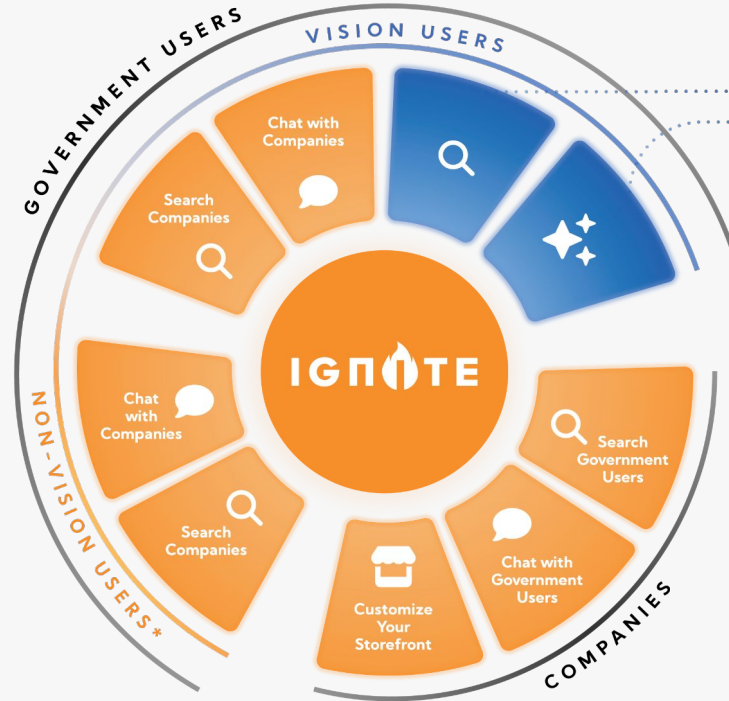 GOVERNMENT USERS
VISION USERS
Chat with
Companies
Search
Companies
IGNITE
Chat
with
Companies
Search
Companies
NON-VISION USERS*
Search
Government
Users
Chat with
Government
Users
Customize
Your
Storefront
COMPANIES